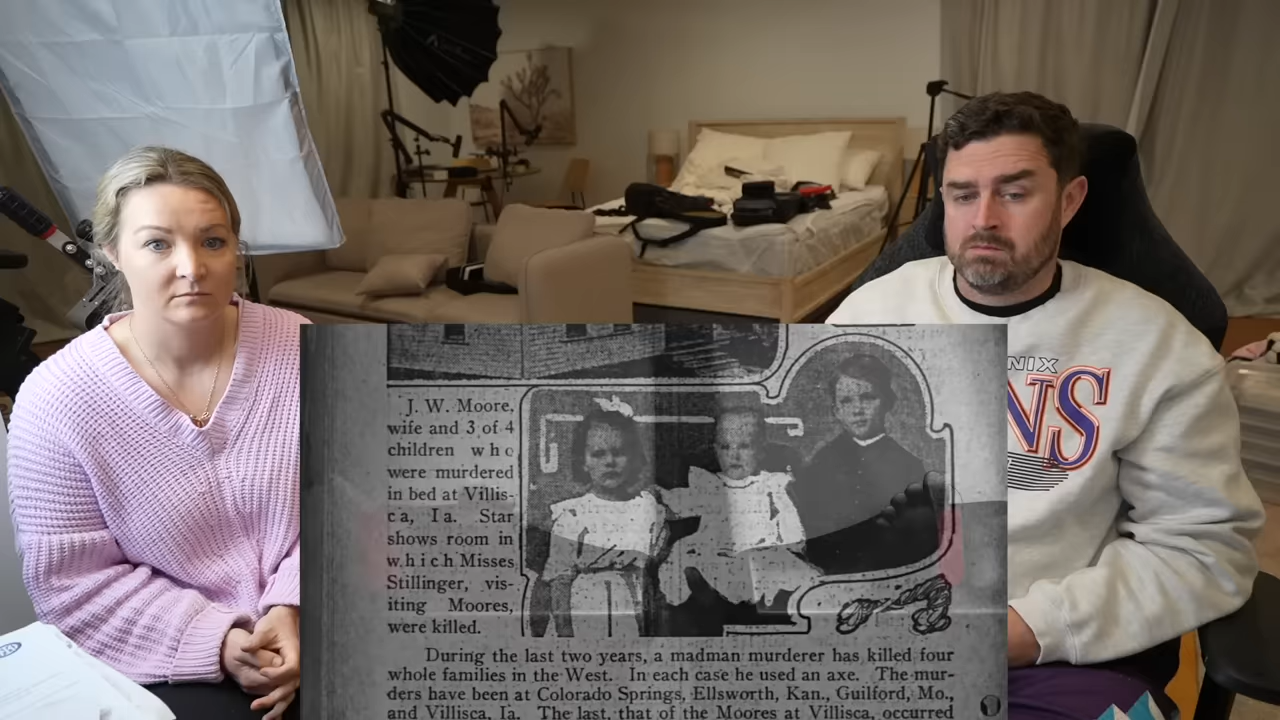 J. W. Moore,
wife and 3 of 4
children who
were murdered
in bed at Villis-
ca, Ia. Star
shows room in
which Misses
Stillinger, vis-
iting Moores,
were killed.
During the last two years, a madman murderer has killed four
whole families in the West. In each case he used an axe. The mur-
ders have been at Colorado Springs, Ellsworth, Kan., Guilford, Mo.,
and Villisca, Ia. The last, that of the Moores at Villisca, occurred
NIX
NS